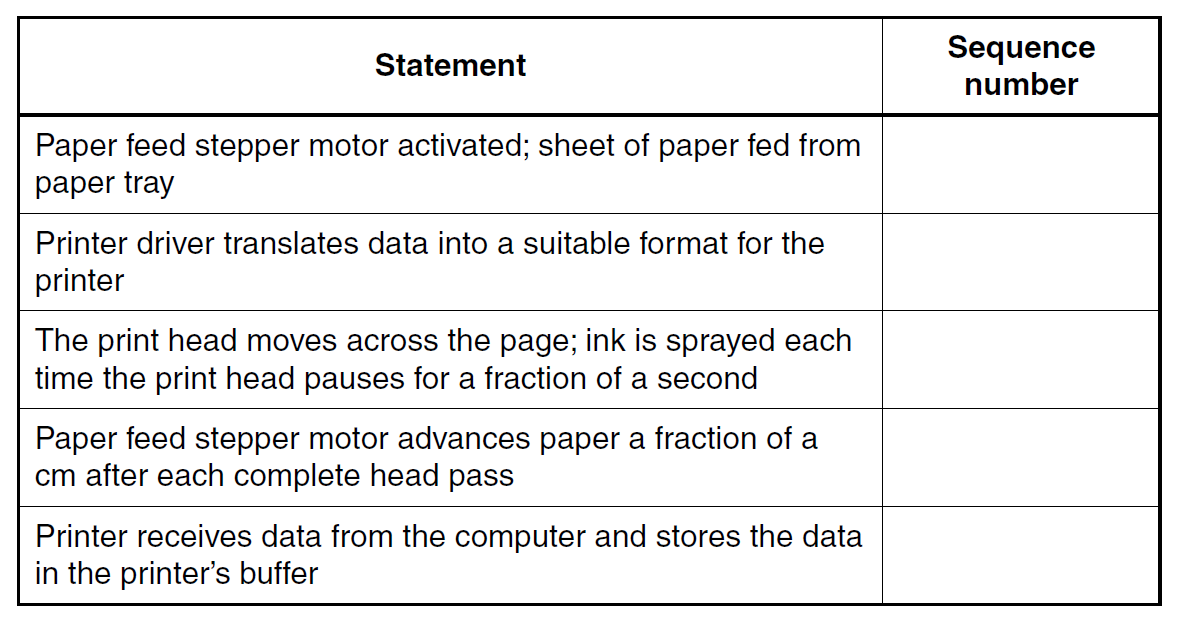 Statement
Sequence
number
Paper feed stepper motor activated; sheet of paper fed from
paper tray
Printer driver translates data into a suitable format for the
printer
The print head moves across the page; ink is sprayed each
time the print head pauses for a fraction of a second
Paper feed stepper motor advances paper a fraction of a
cm after each complete head pass
Printer receives data from the computer and stores the data
in the printer’s buffer